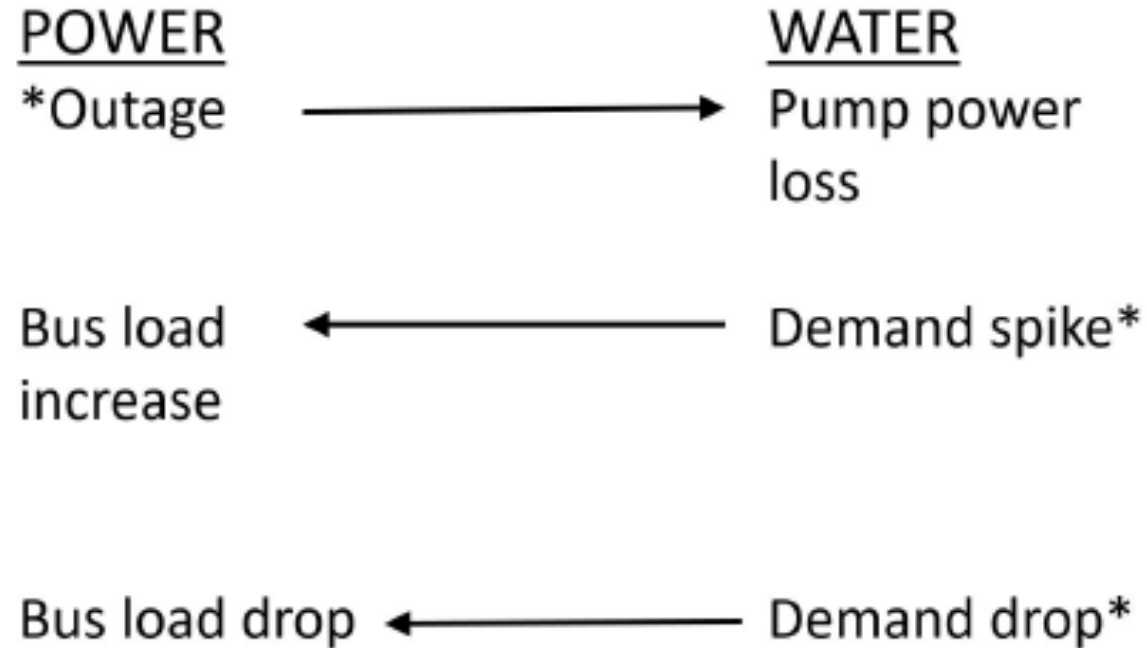 POWER WATER
*Outage Pump power
loss
Bus load Demand spike*
increase
Bus load drop Demand drop*